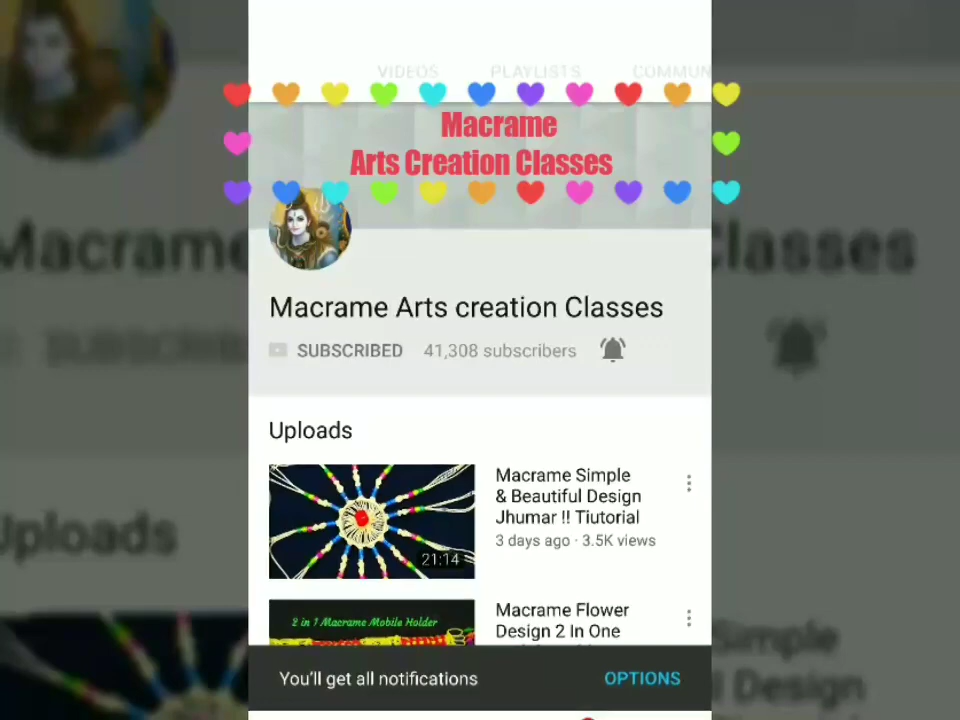 VIDEOS PLAYLISTS COMMUN
Macrame
Arts Creation Classes
Macrame Arts creation Classes
SUBSCRIBED 41,308 subscribers
Uploads
Macrame Simple
& Beautiful Design
Jhumar !! Tiutorial
21:14
3 days ago · 3.5K views
2 in 1 Macrame Mobile Holder
Macrame Flower
Design 2 In One
You'll get all notifications OPTIONS